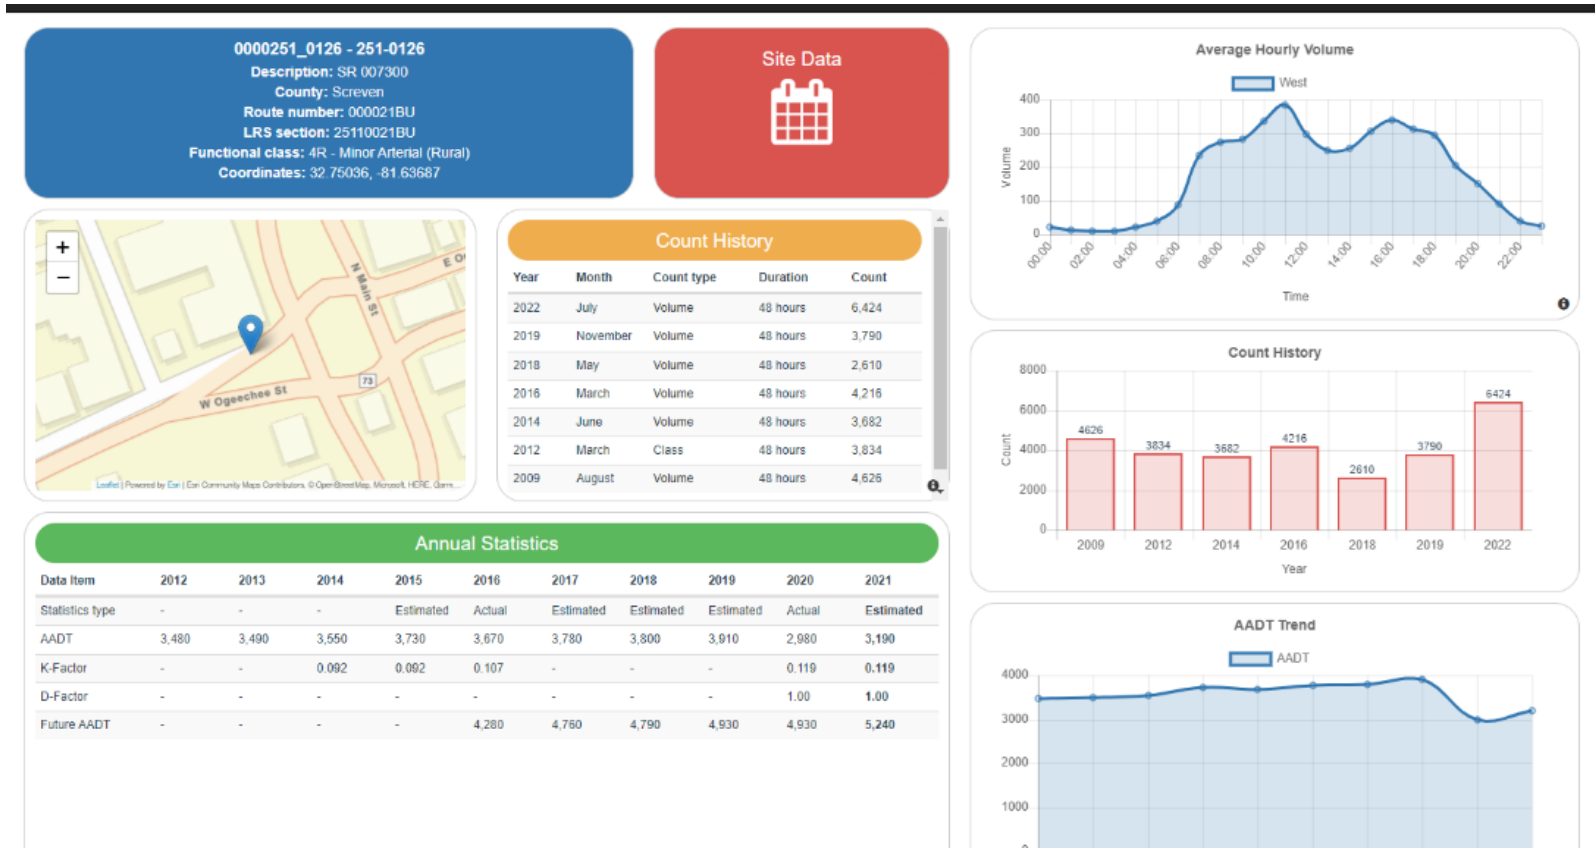 0000251_0126 - 251-0126
Description: SR 007300
County: Screven
Route number: 000021BU
LRS section: 25110021BU
Functional class: 4R - Minor Arterial (Rural)
Coordinates: 32.75036, -81.63687
Site Data
+
−
N Main St
E O
W Ogeechee St
73
Leaflet | Powered by Esri | Esri Community Maps Contributors, © OpenStreetMap, Microsoft, HERE, Garm...
Count History
Year Month Count type Duration Count
2022 July Volume 48 hours 6,424
2019 November Volume 48 hours 3,790
2018 May Volume 48 hours 2,610
2016 March Volume 48 hours 4,216
2014 June Volume 48 hours 3,682
2012 March Class 48 hours 3,834
2009 August Volume 48 hours 4,626
Annual Statistics
Data Item 2012 2013 2014 2015 2016 2017 2018 2019 2020 2021
Statistics type - - - Estimated Actual Estimated Estimated Estimated Actual Estimated
AADT 3,480 3,490 3,550 3,730 3,670 3,780 3,800 3,910 2,980 3,190
K-Factor - - 0.092 0.092 0.107 - - - 0.119 0.119
D-Factor - - - - - - - - 1.00 1.00
Future AADT - - - - 4,280 4,760 4,790 4,930 4,930 5,240
Average Hourly Volume
West
400
300
200
100
0
Volume
00:00 02:00 04:00 06:00 08:00 10:00 12:00 14:00 16:00 18:00 20:00 22:00
Time
Count History
8000
6000
4000
2000
0
Count
4626 3834 3682 4216 2610 3790 6424
2009 2012 2014 2016 2018 2019 2022
Year
AADT Trend
AADT
4000
3000
2000
1000